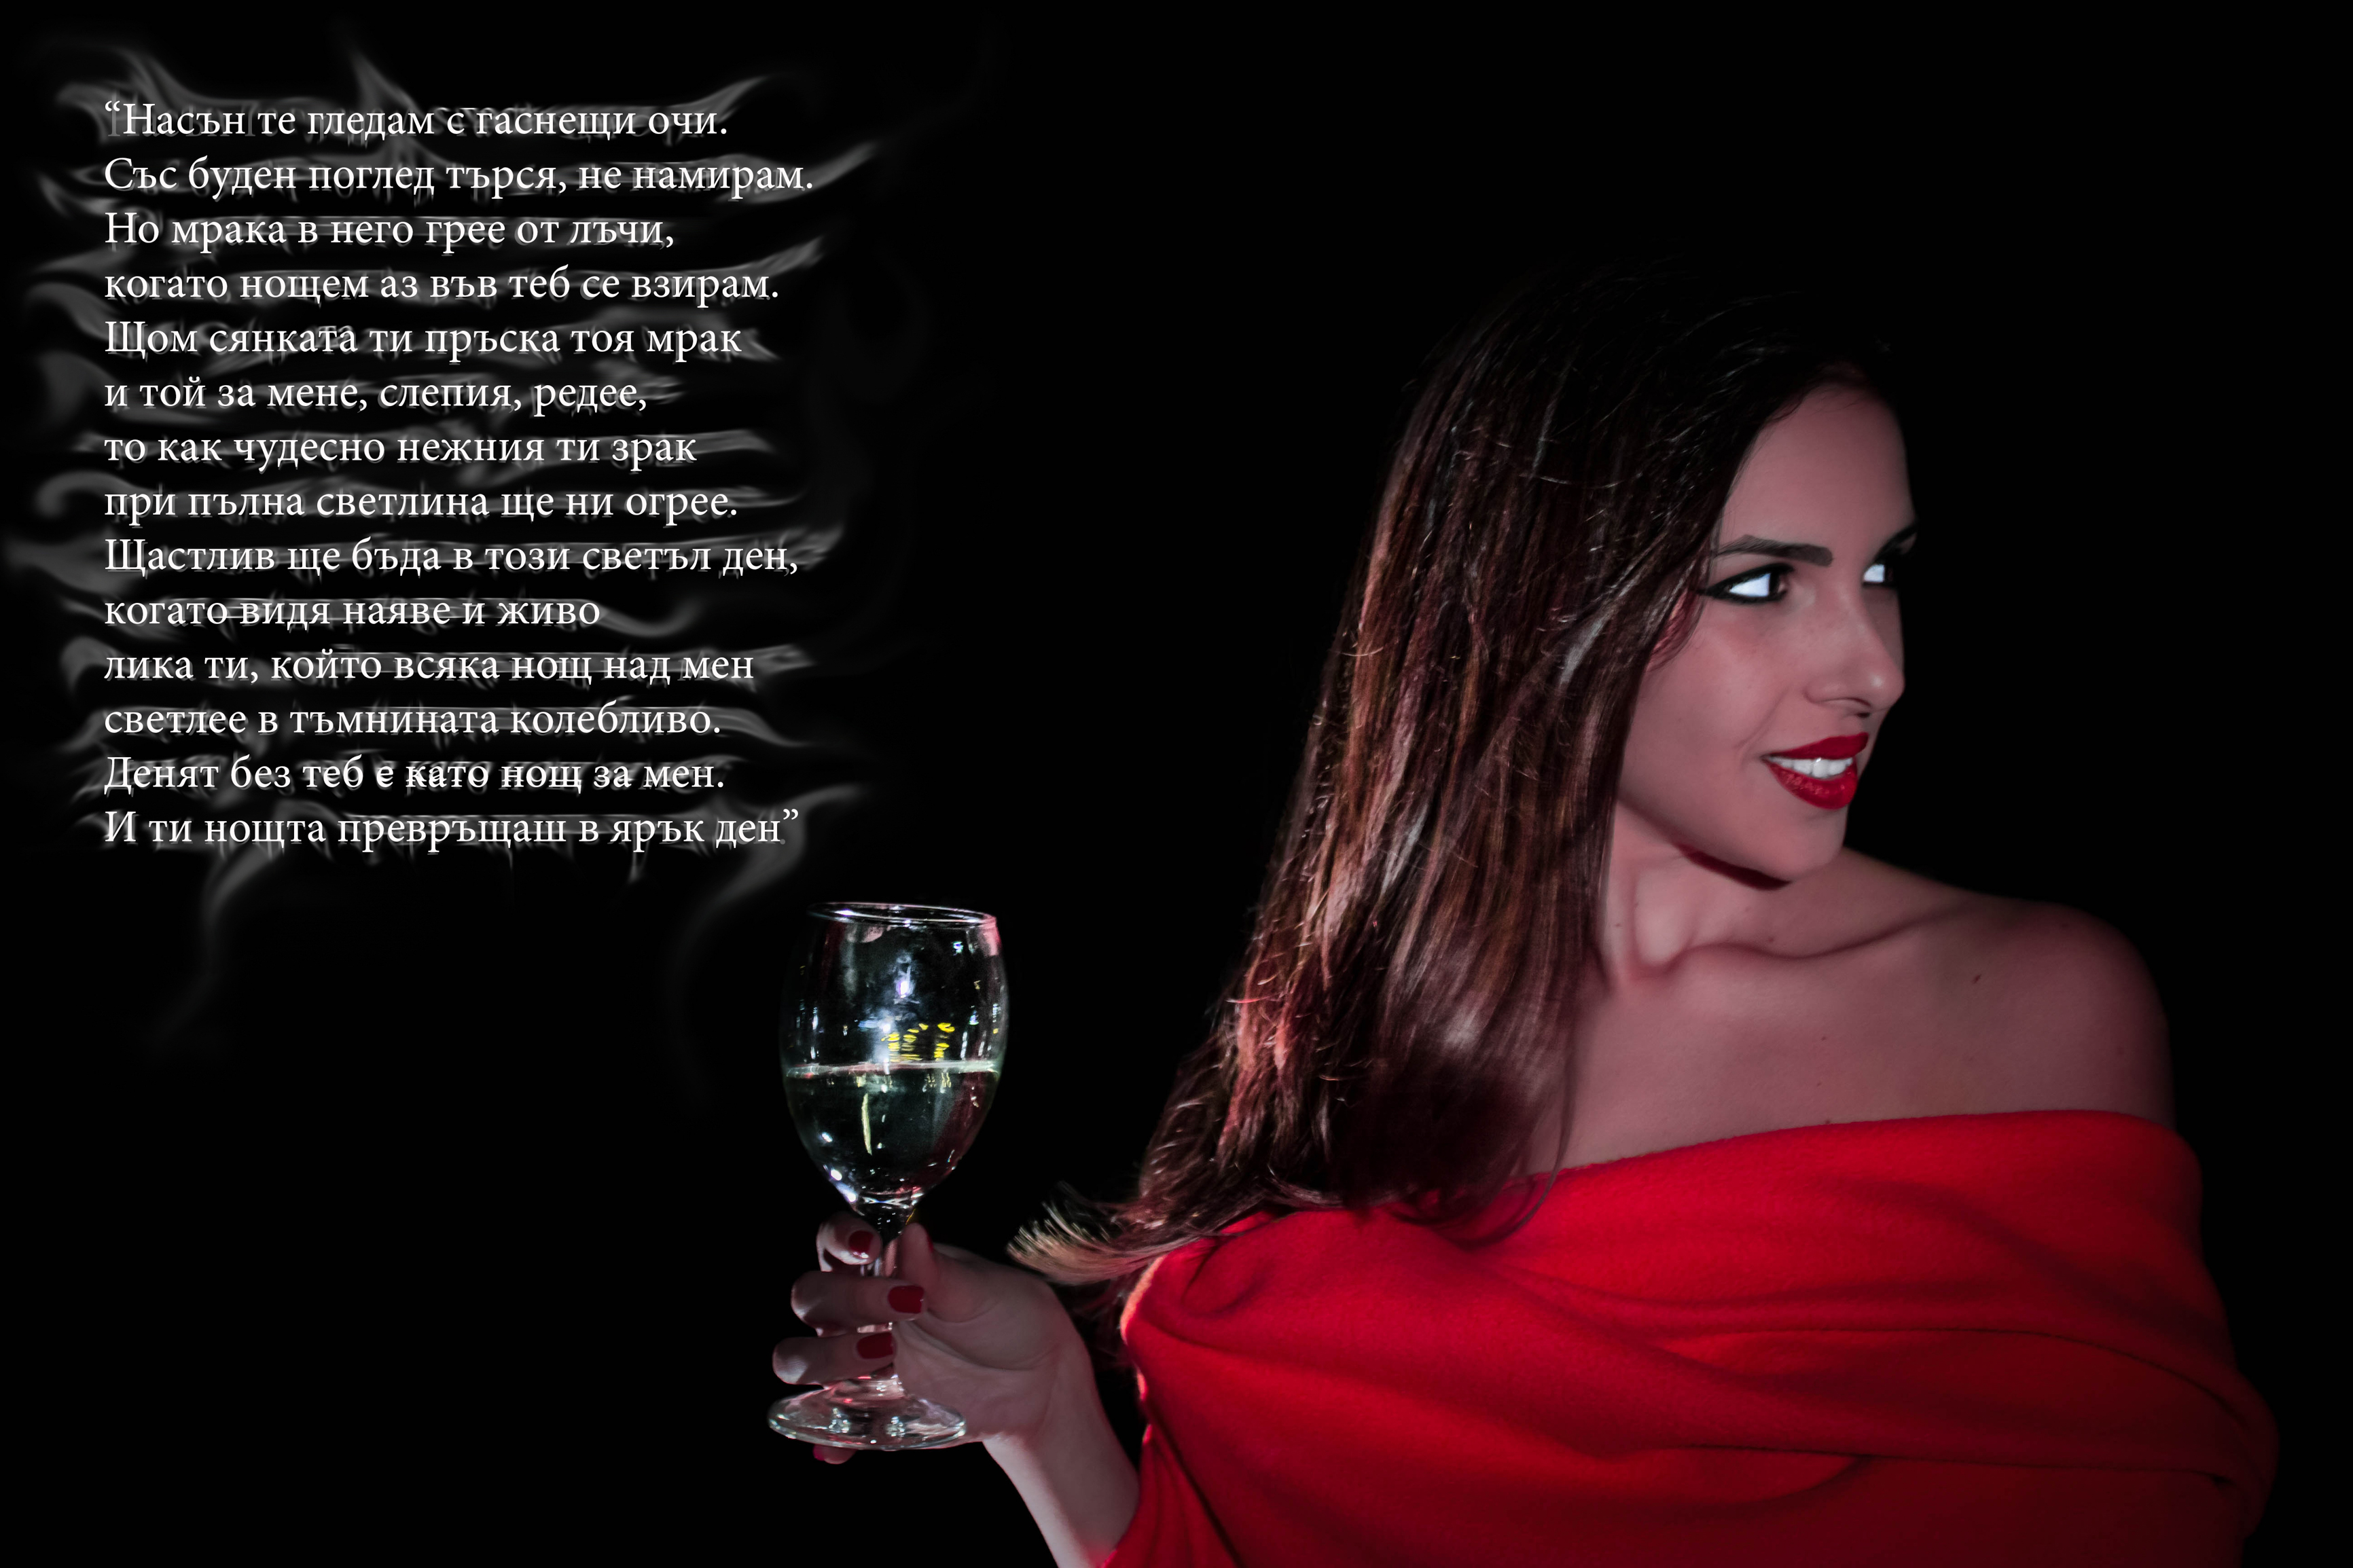 “Насън те гледам с гаснещи очи.
Със буден поглед търся, не намирам.
Но мрака в него грее от лъчи,
когато нощем аз във теб се взирам.
Щом сянката ти пръска тоя мрак
и той за мене, слепия, редее,
то как чудесно нежния ти зрак
при пълна светлина ще ни огрее.
Щастлив ще бъда в този светъл ден,
когато видя наяве и живо
лика ти, който всяка нощ над мен
светлее в тъмнината колебливо.
Денят без теб е като нощ за мен.
И ти нощта превръщаш в ярък ден”